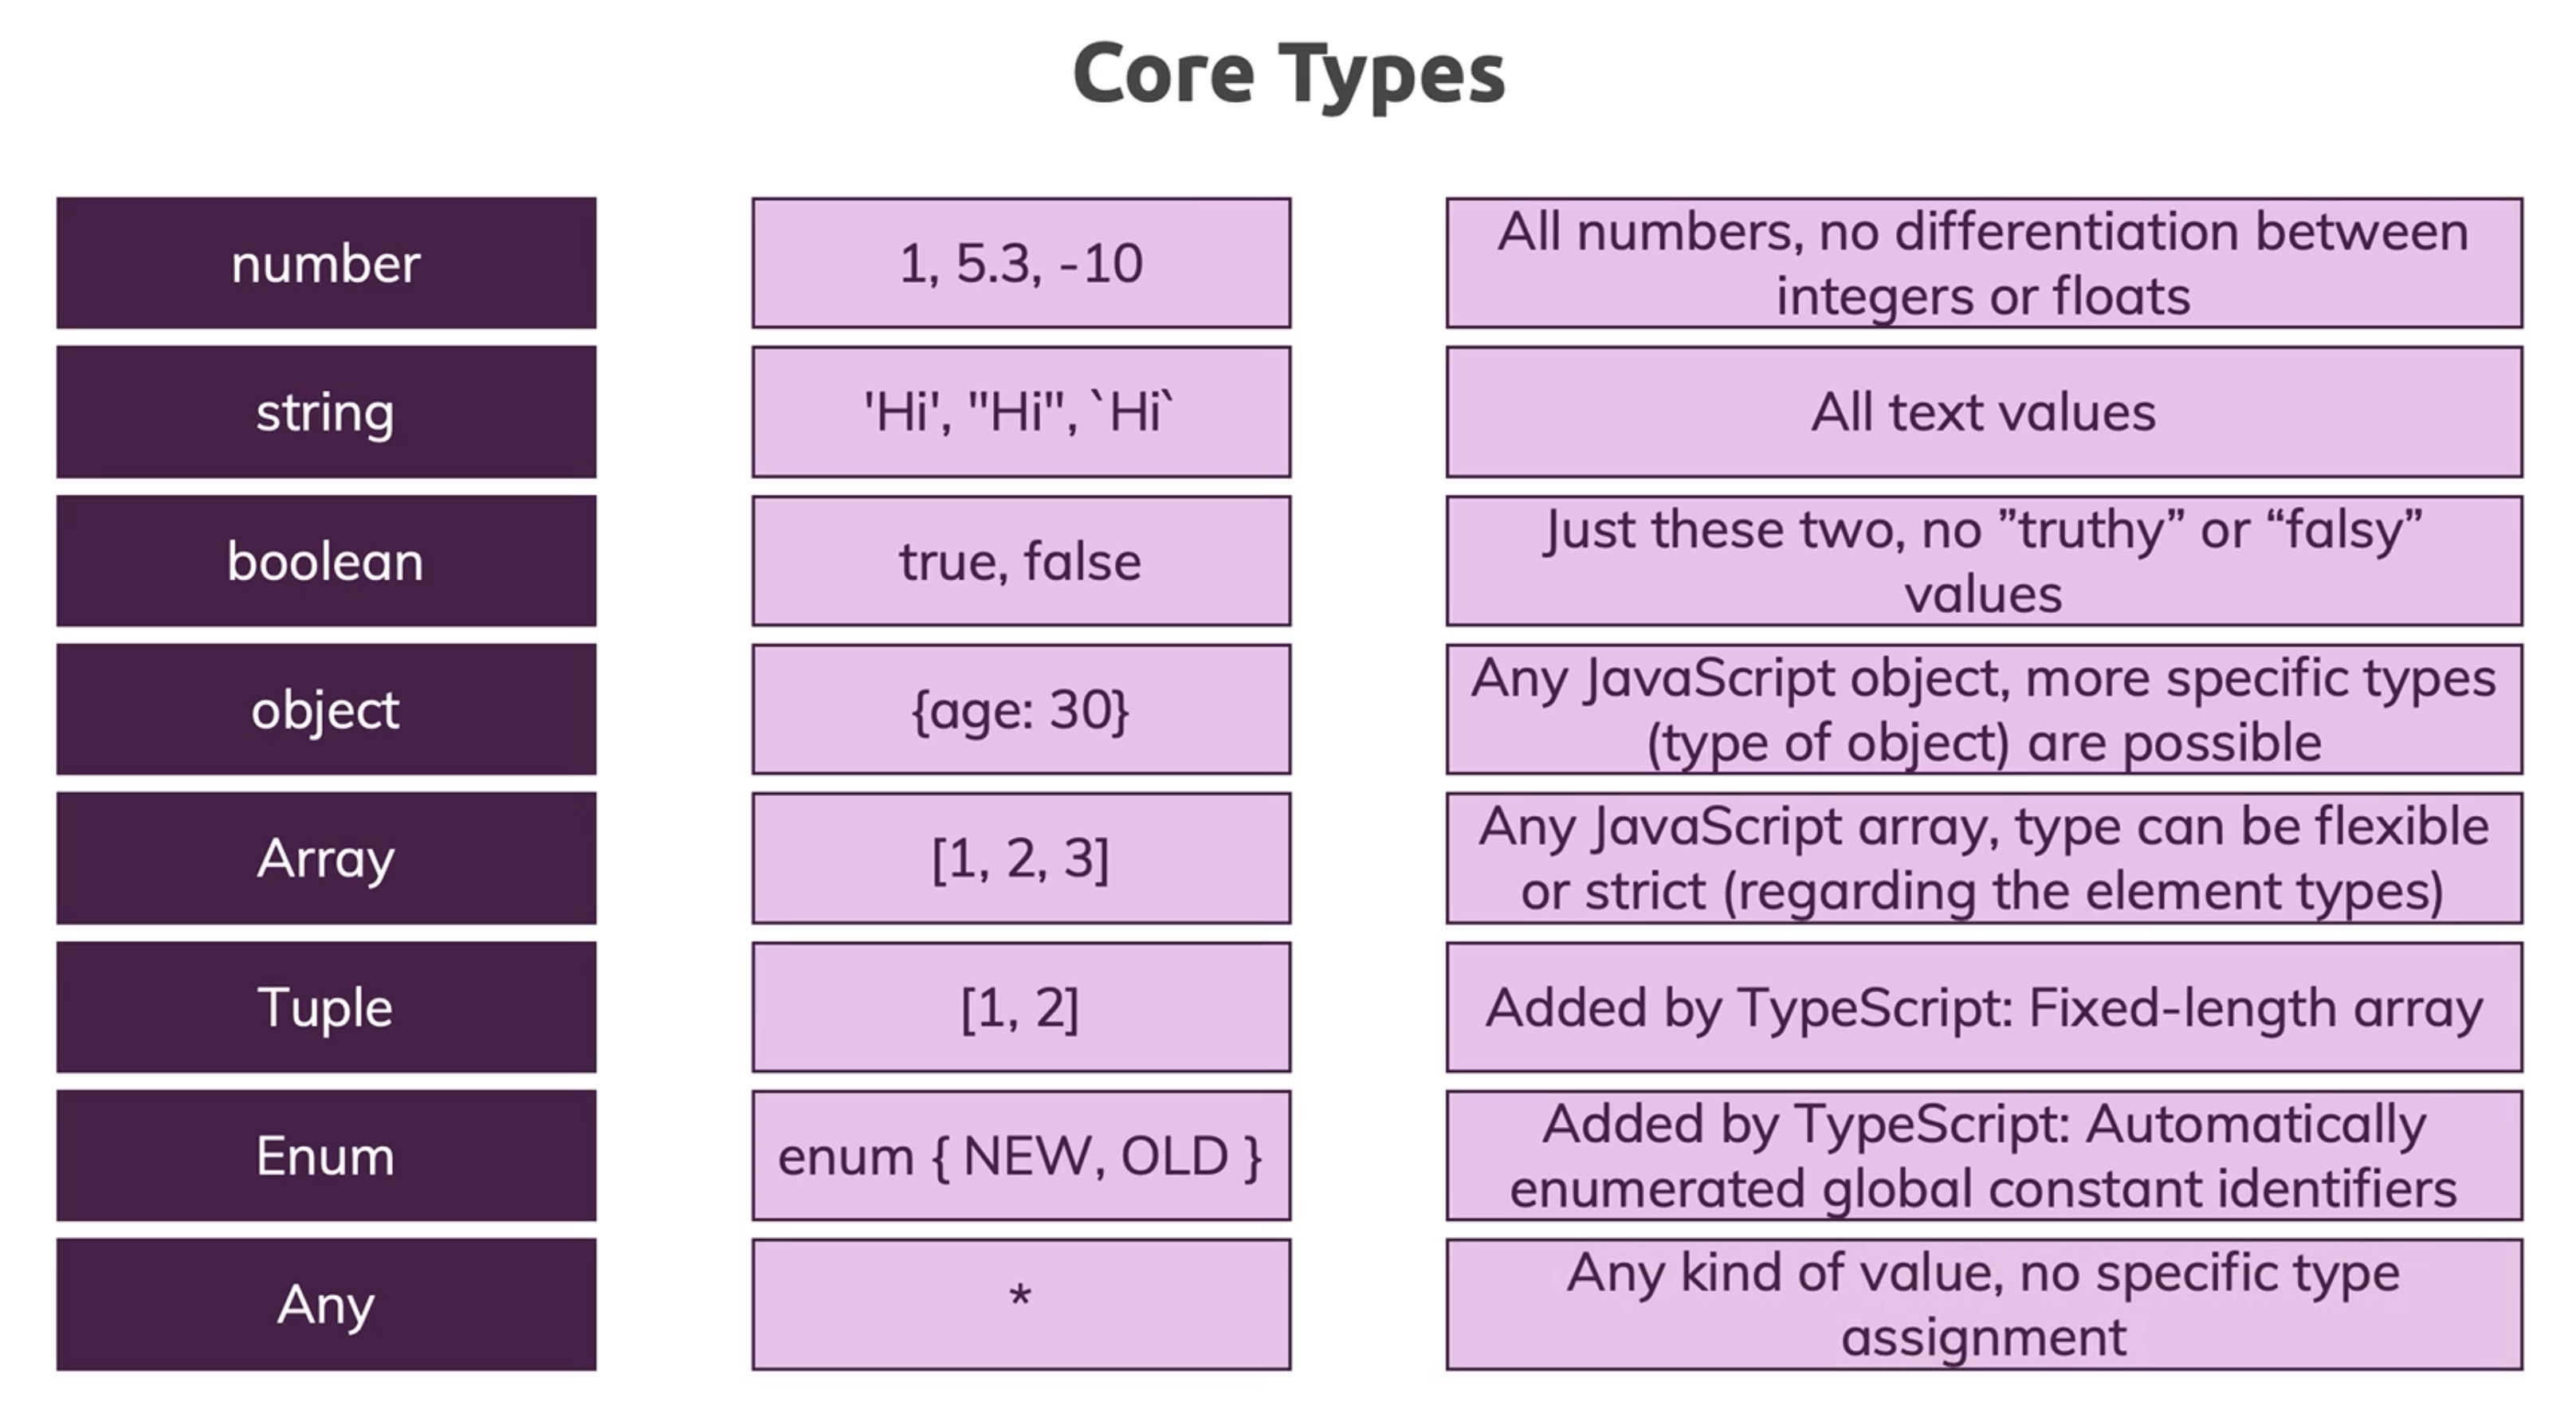 Core Types
number
1, 5.3, -10
All numbers, no differentiation between
integers or floats
string
'Hi', "Hi", `Hi`
All text values
boolean
true, false
Just these two, no ”truthy” or “falsy”
values
object
{age: 30}
Any JavaScript object, more specific types
(type of object) are possible
Array
[1, 2, 3]
Any JavaScript array, type can be flexible
or strict (regarding the element types)
Tuple
[1, 2]
Added by TypeScript: Fixed-length array
Enum
enum { NEW, OLD }
Added by TypeScript: Automatically
enumerated global constant identifiers
Any
*
Any kind of value, no specific type
assignment